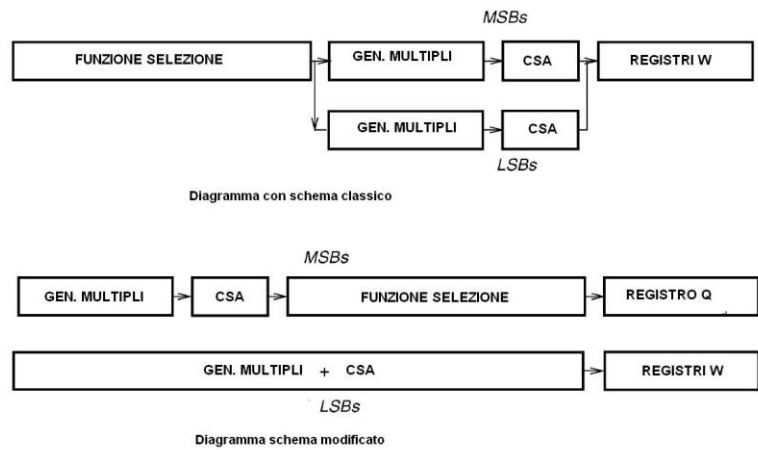 MSBs
FUNZIONE SELEZIONE
GEN. MULTIPLI
CSA
REGISTRI W
GEN. MULTIPLI
CSA
LSBs
Diagramma con schema classico
MSBs
GEN. MULTIPLI
CSA
FUNZIONE SELEZIONE
REGISTRO Q
GEN. MULTIPLI + CSA
REGISTRI W
LSBs
Diagramma schema modificato